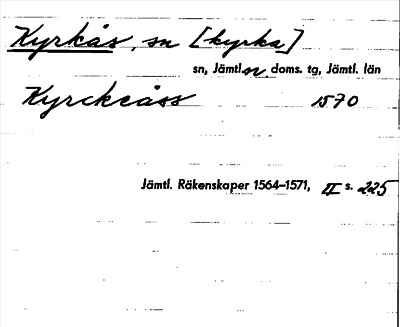 Kyrkås, sn [kyrka]
sn, Jämtl. n doms. tg, Jämtl. län
Kyrckeåss 1570
Jämtl. Räkenskaper 1564–1571, II s. 225